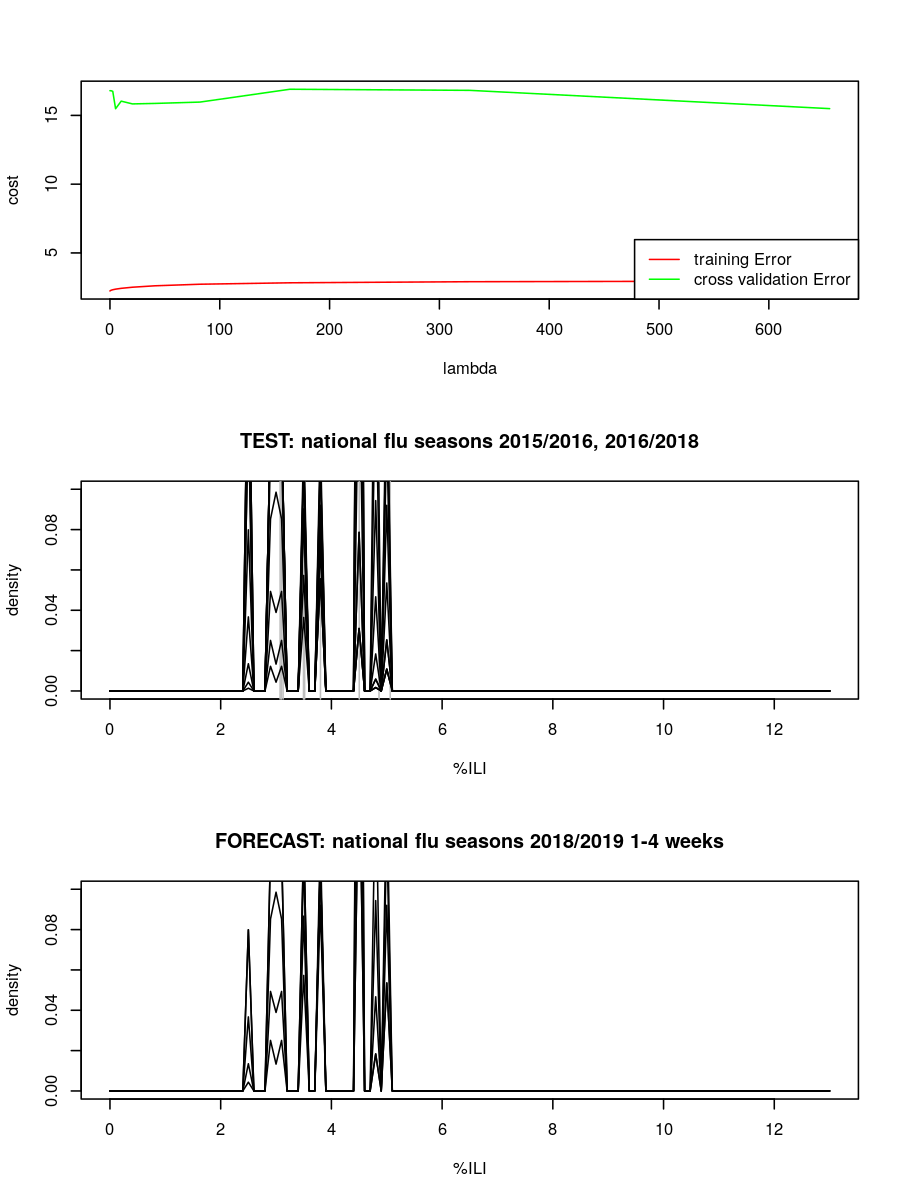 cost
15
10
5
training Error
cross validation Error
0 100 200 300 400 500 600
lambda
TEST: national flu seasons 2015/2016, 2016/2018
density
0.08
0.04
0.00
0 2 4 6 8 10 12
%ILI
FORECAST: national flu seasons 2018/2019 1-4 weeks
density
0.08
0.04
0.00
0 2 4 6 8 10 12
%ILI